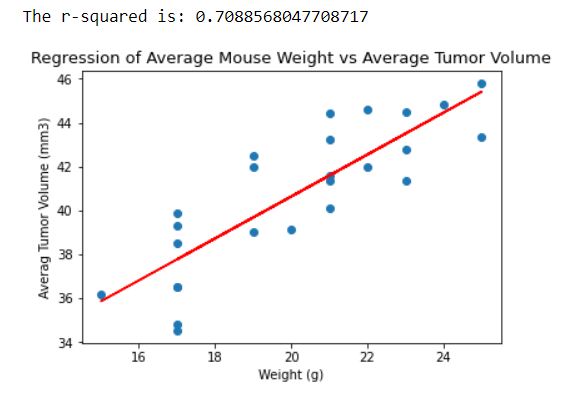 The r-squared is: 0.7088568047708717
Regression of Average Mouse Weight vs Average Tumor Volume
46
44
42
40
38
36
34
Averag Tumor Volume (mm3)
16 18 20 22 24
Weight (g)